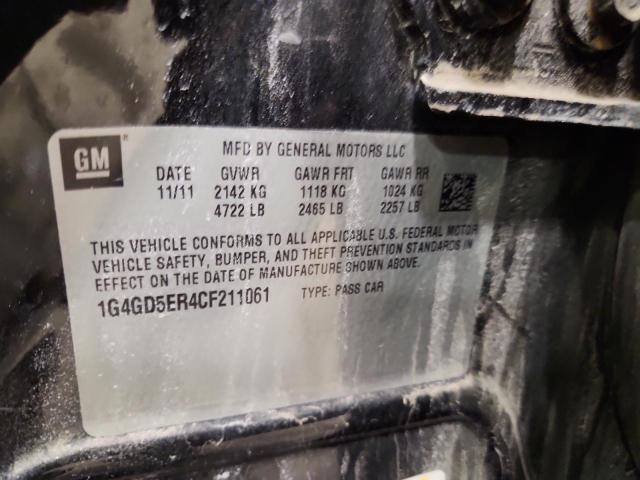 GM
MFD BY GENERAL MOTORS LLC
DATE GVWR GAWR FRT GAWR RR
11/11 2142 KG 1118 KG 1024 KG
4722 LB 2465 LB 2257 LB
THIS VEHICLE CONFORMS TO ALL APPLICABLE U.S. FEDERAL MOTOR
VEHICLE SAFETY, BUMPER, AND THEFT PREVENTION STANDARDS IN
EFFECT ON THE DATE OF MANUFACTURE SHOWN ABOVE.
1G4GD5ER4CF211061 TYPE: PASS CAR